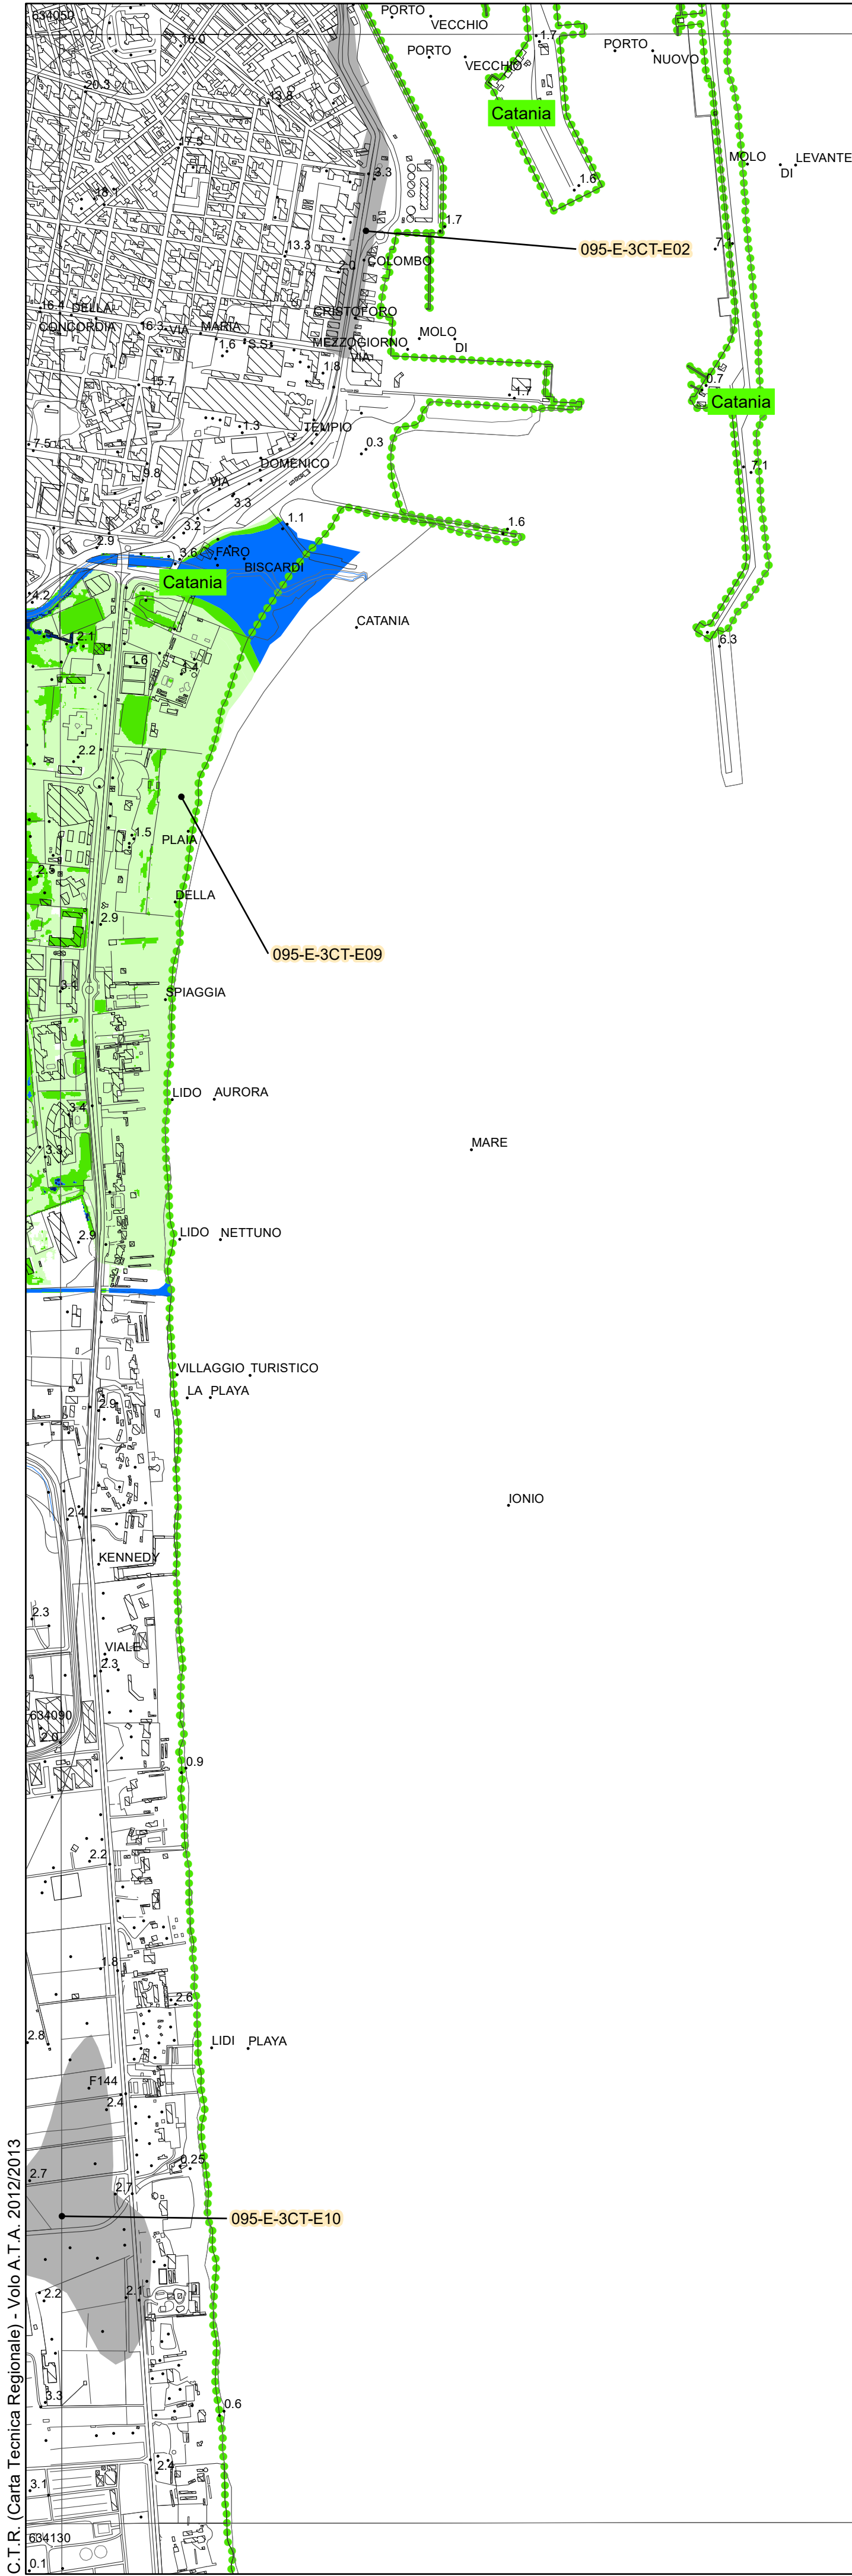 634050
PORTO
VECCHIO
16.0
1.7
PORTO
VECCHIO
PORTO
NUOVO
20.3
13.8
Catania
17.5
MOLO
DI
LEVANTE
3.3
1.6
18.1
1.7
13.3
095-E-3CT-E02
2.0
COLOMBO
16.4
DELLA
CRISTOFORO
CONCORDIA
16.3
VIA
MARIA
MOLO
DI
1.6
S.S.
MEZZOGIORNO
VIA
1.8
15.7
0.7
1.7
Catania
1.3
TEMPIO
7.5
0.3
DOMENICO
9.8
7.1
VIA
3.3
1.1
3.2
1.6
2.9
3.6
FARO
BISCARDI
Catania
4.2
CATANIA
2.1
6.3
1.6
1.4
2.2
1.5
PLAIA
2.5
DELLA
2.9
095-E-3CT-E09
3.1
SPIAGGIA
LIDO
AURORA
3.4
MARE
3.3
2.9
LIDO
NETTUNO
VILLAGGIO
TURISTICO
LA
PLAYA
2.9
IONIO
2.4
KENNEDY
2.3
VIALE
2.3
634090
2.0
0.9
2.2
1.8
2.6
2.8
LIDI
PLAYA
F144
2.4
0.25
2.7
2.7
095-E-3CT-E10
2.2
2.1
3.3
0.6
2.4
3.1
634130
0.1
C.T.R. (Carta Tecnica Regionale) - Volo A.T.A. 2012/2013